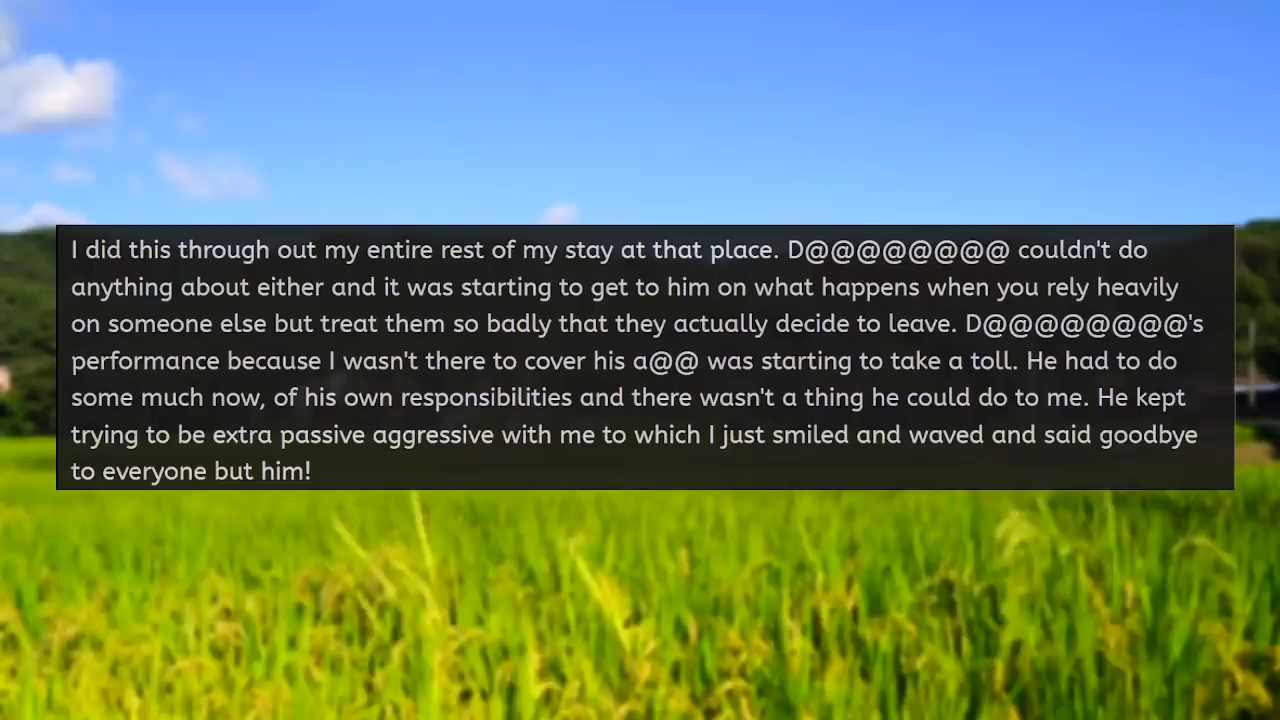 I did this through out my entire rest of my stay at that place. D@@@@@@@@ couldn't do
anything about either and it was starting to get to him on what happens when you rely heavily
on someone else but treat them so badly that they actually decide to leave. D@@@@@@@@'s
performance because I wasn't there to cover his a@@ was starting to take a toll. He had to do
some much now, of his own responsibilities and there wasn't a thing he could do to me. He kept
trying to be extra passive aggressive with me to which I just smiled and waved and said goodbye
to everyone but him!